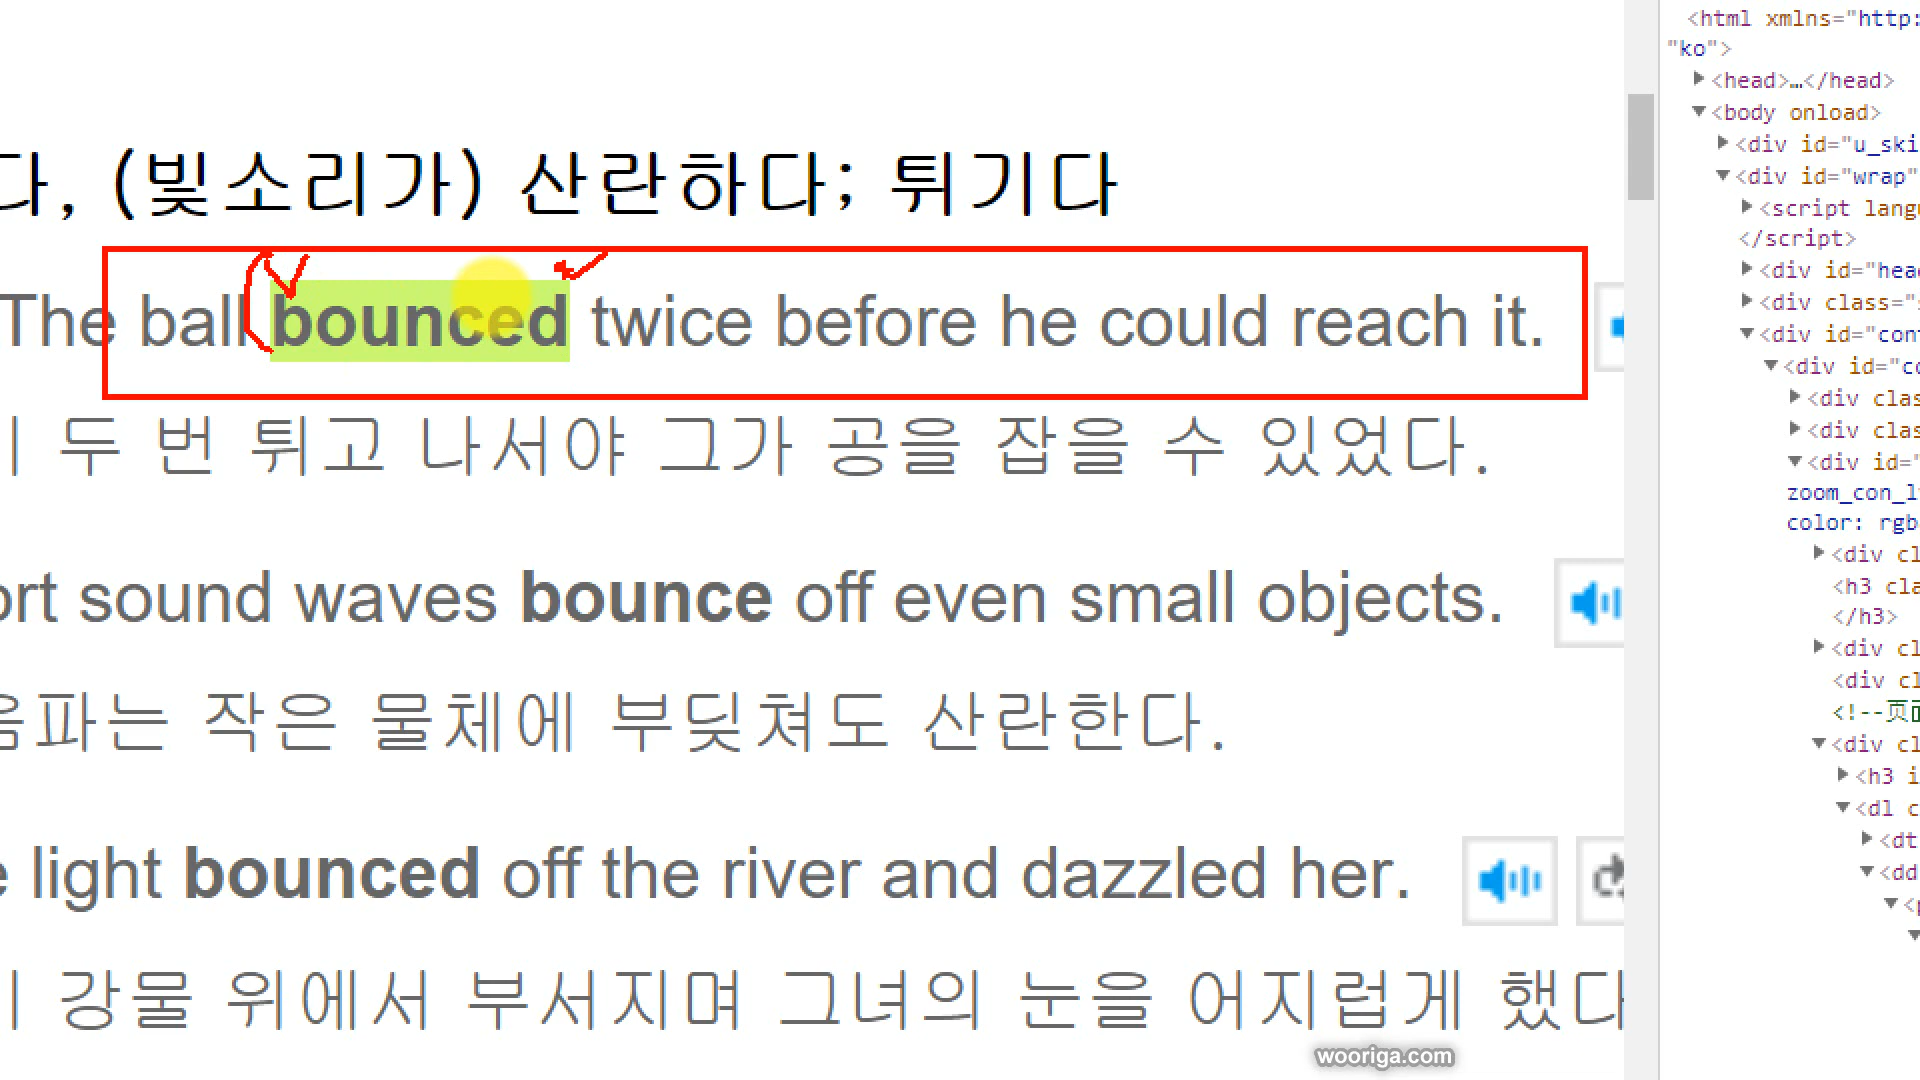 다, (빛소리가) 산란하다; 튀기다
The ball bounced twice before he could reach it.
두 번 튀고 나서야 그가 공을 잡을 수 있었다.
sound waves bounce off even small objects.
음파는 작은 물체에 부딪쳐도 산란한다.
light bounced off the river and dazzled her.
강물 위에서 부서지며 그녀의 눈을 어지럽게 했다
wooriga.com
<html xmlns="http:
"ko">
<head>…</head>
<body onload>
<div id="u_ski
<div id="wrap"
<script langu
</script>
<div id="hea
<div class="
<div id="con
<div id="co
<div clas
<div clas
<div id="
zoom_con_l
color: rgb
<div cl
<h3 cla
</h3>
<div cl
<div cl
<!--页面
<div cl
<h3 i
<dl c
<dt
<dd
<p